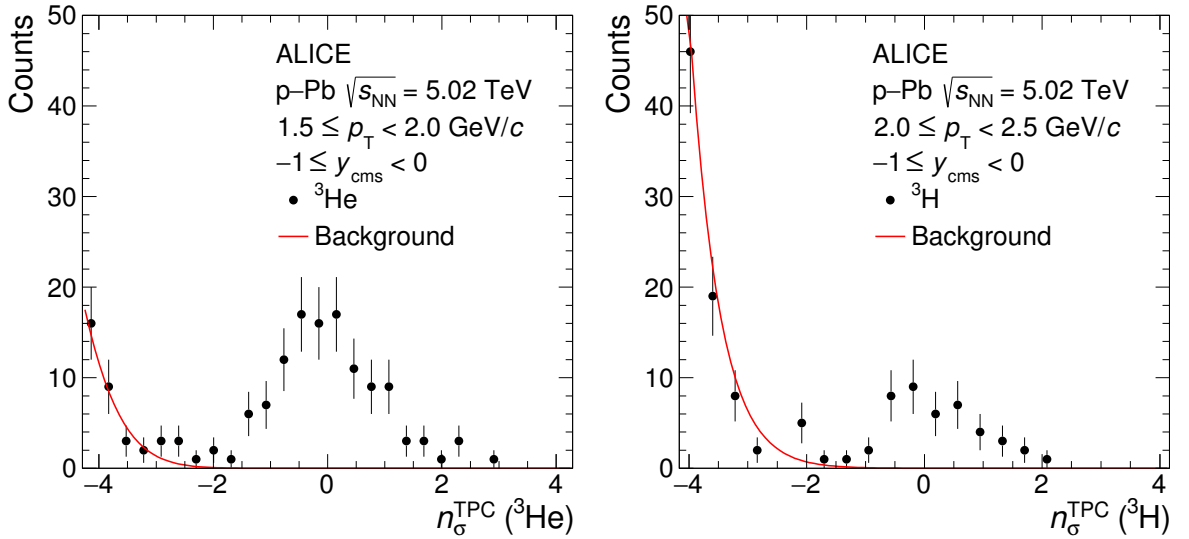 50
40
30
20
10
0
Counts
ALICE
p–Pb √sNN = 5.02 TeV
1.5 ≤ pT < 2.0 GeV/c
−1 ≤ ycms < 0
3He
Background
−4 −2 0 2 4
nσTPC (3He)
50
40
30
20
10
0
Counts
ALICE
p–Pb √sNN = 5.02 TeV
2.0 ≤ pT < 2.5 GeV/c
−1 ≤ ycms < 0
3H
Background
−4 −2 0 2 4
nσTPC (3H)